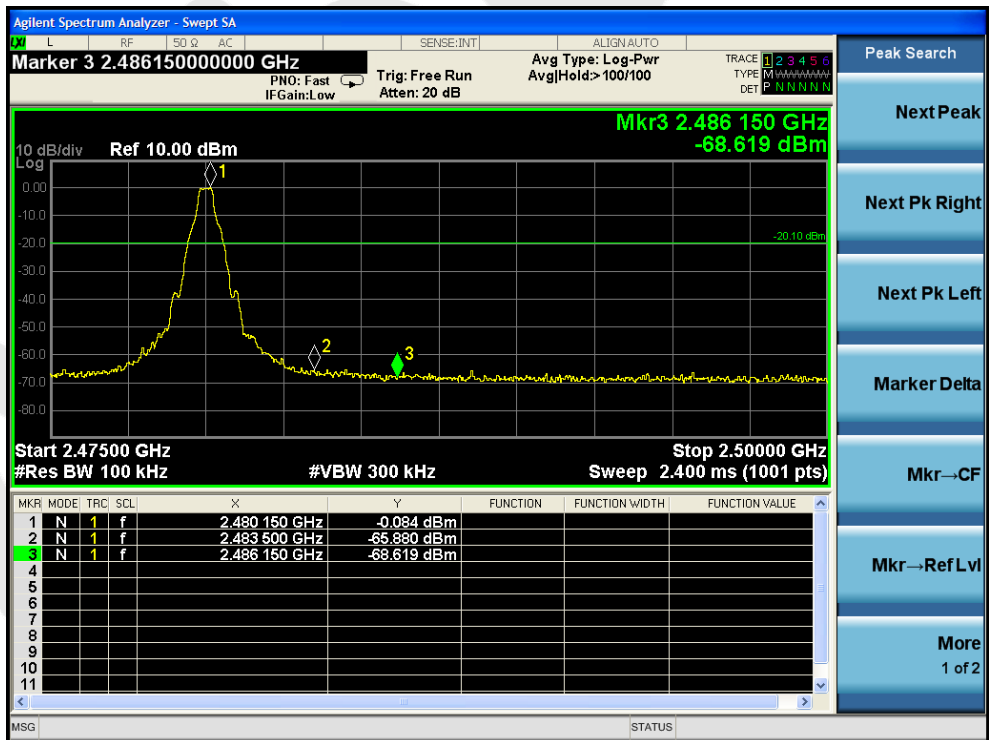 Agilent Spectrum Analyzer - Swept SA
LXI L RF 50 Ω AC SENSE:INT ALIGN AUTO
Marker 3 2.486150000000 GHz
PNO: Fast
IFGain:Low
Trig: Free Run
Atten: 20 dB
Avg Type: Log-Pwr
Avg|Hold:> 100/100
TRACE 1 2 3 4 5 6
TYPE M
DET P N N N N N
Mkr3 2.486 150 GHz
-68.619 dBm
10 dB/div Ref 10.00 dBm
Log
1
0.00
-10.0
-20.0
-20.10 dBm
-30.0
-40.0
-50.0
2
3
-60.0
-70.0
-80.0
Start 2.47500 GHz Stop 2.50000 GHz
#Res BW 100 kHz #VBW 300 kHz Sweep 2.400 ms (1001 pts)
MKR MODE TRC SCL X Y FUNCTION FUNCTION WIDTH FUNCTION VALUE
1 N 1 f 2.480 150 GHz -0.084 dBm
2 N 1 f 2.483 500 GHz -65.880 dBm
3 N 1 f 2.486 150 GHz -68.619 dBm
4
5
6
7
8
9
10
11
MSG STATUS
Peak Search
Next Peak
Next Pk Right
Next Pk Left
Marker Delta
Mkr→CF
Mkr→Ref Lvl
More
1 of 2